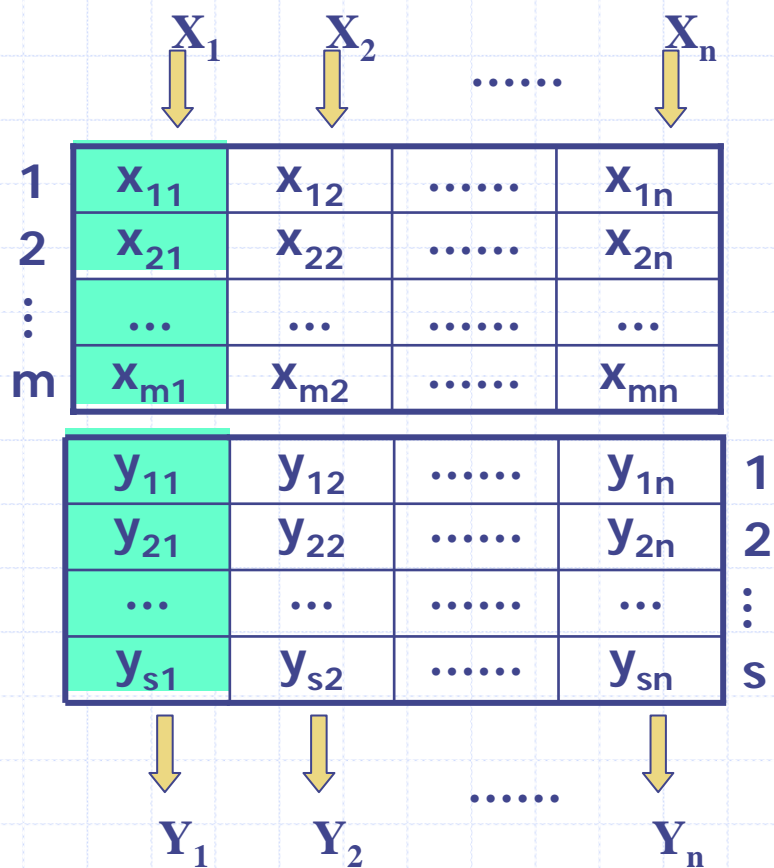 X₁ X₂ ...... Xₙ
1 x₁₁ x₁₂ ...... x₁ₙ
2 x₂₁ x₂₂ ...... x₂ₙ
⋮ ... ... ...... ...
m xₘ₁ xₘ₂ ...... xₘₙ
y₁₁ y₁₂ ...... y₁ₙ 1
y₂₁ y₂₂ ...... y₂ₙ 2
... ... ...... ... ⋮
yₛ₁ yₛ₂ ...... yₛₙ s
Y₁ Y₂ ...... Yₙ